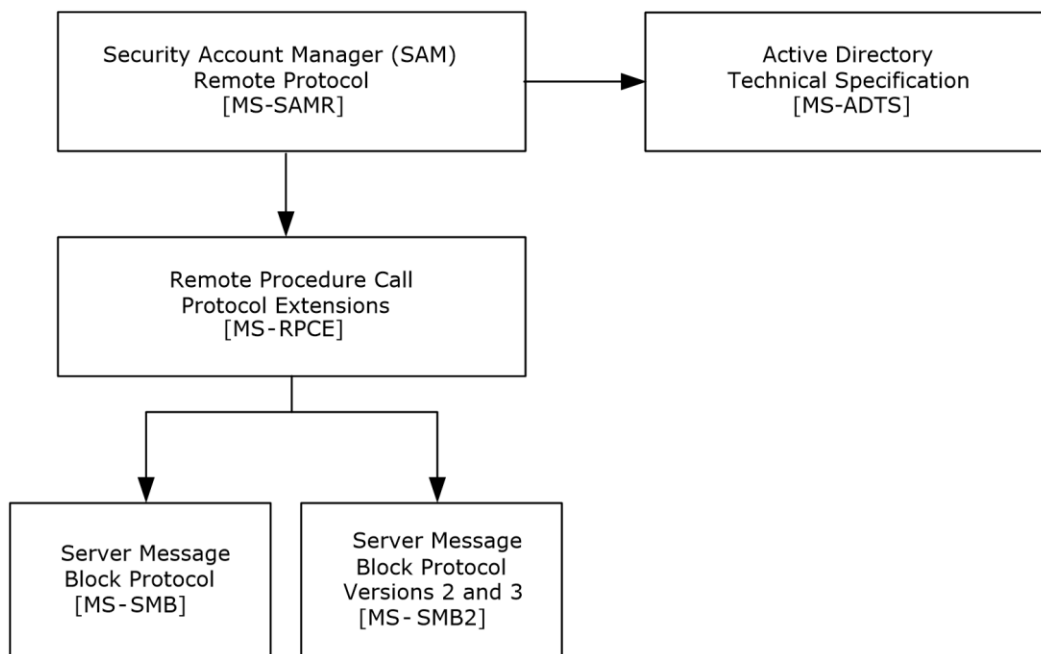 Security Account Manager (SAM)
Remote Protocol
[MS-SAMR]
Active Directory
Technical Specification
[MS-ADTS]
Remote Procedure Call
Protocol Extensions
[MS-RPCE]
Server Message
Block Protocol
[MS-SMB]
Server Message
Block Protocol
Versions 2 and 3
[MS-SMB2]